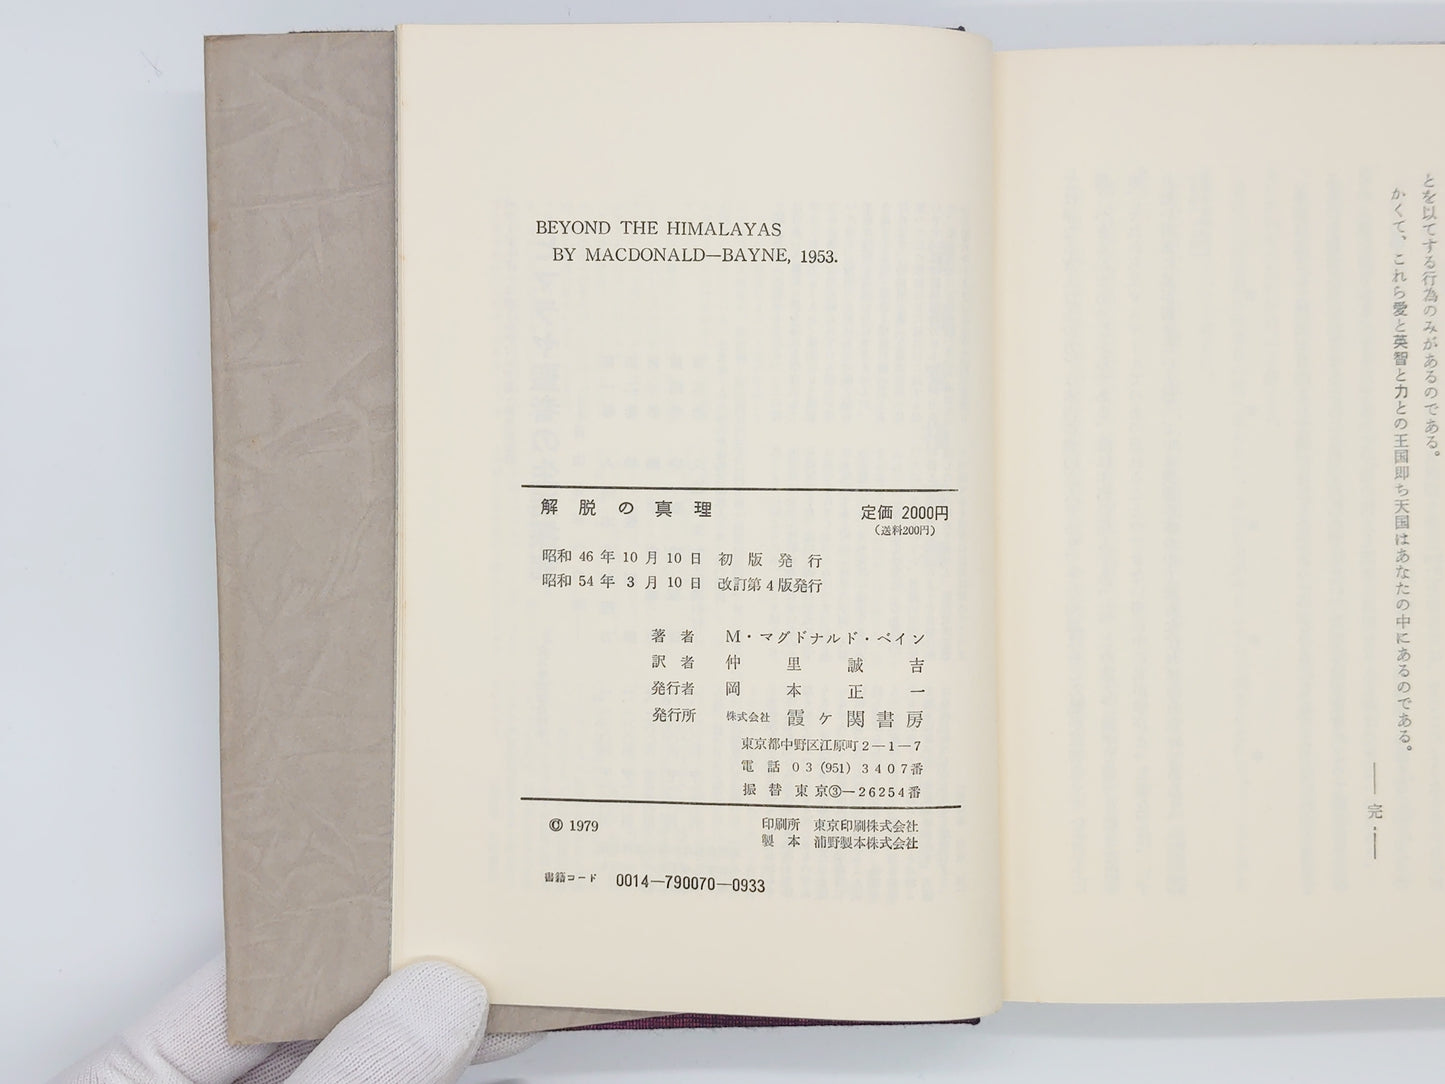 とを以てする行為のみがあるのである。
かくて、これら愛と英智と力との王国即ち天国はあなたの中にあるのである。
――完――
BEYOND THE HIMALAYAS
BY MACDONALD—BAYNE, 1953.
解脱の真理 定価 2000円
(送料200円)
昭和 46 年 10 月 10 日 初版発行
昭和 54 年 3 月 10 日 改訂第4版発行
著者 M・マグドナルド・ベイン
訳者 仲里誠吉
発行者 岡本正一
発行所 株式会社 霞ケ関書房
東京都中野区江原町2―1―7
電話 03 (951) 3407番
振替 東京③―26254番
© 1979 印刷所 東京印刷株式会社
製本 浦野製本株式会社
書籍コード 0014―790070―0933